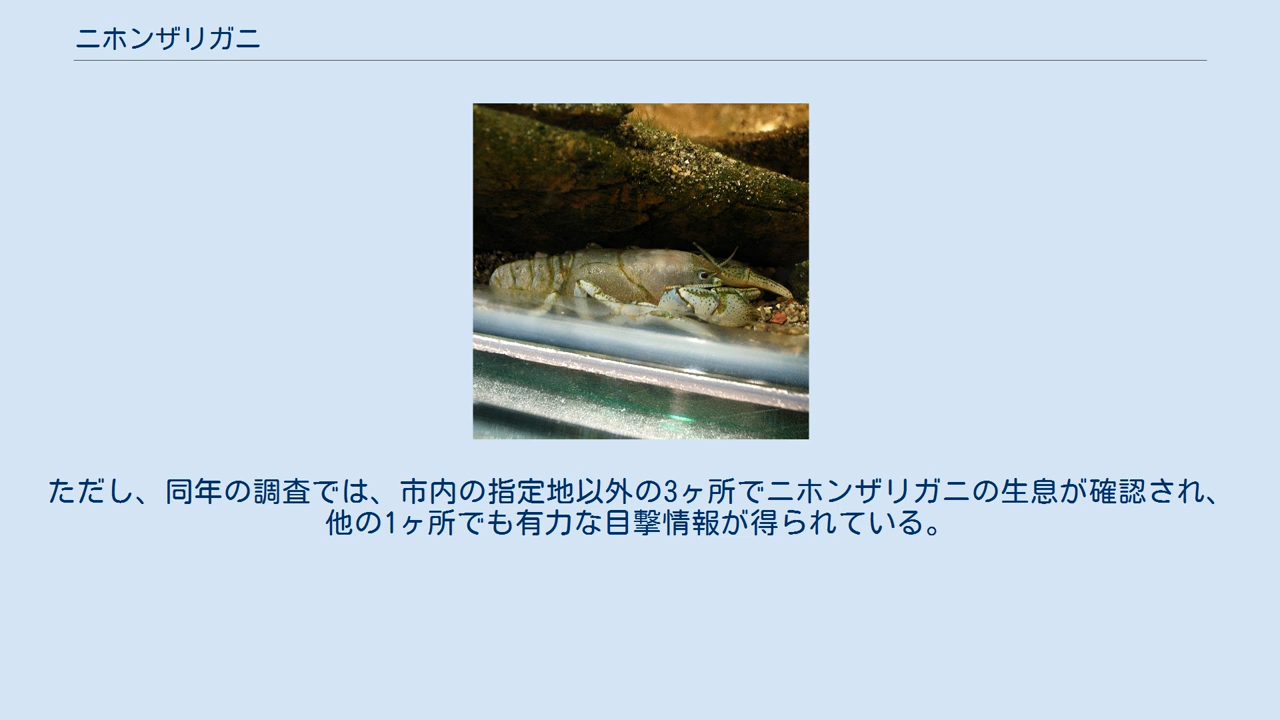 ニホンザリガニ
ただし、同年の調査では、市内の指定地以外の3ヶ所でニホンザリガニの生息が確認され、
他の1ヶ所でも有力な目撃情報が得られている。